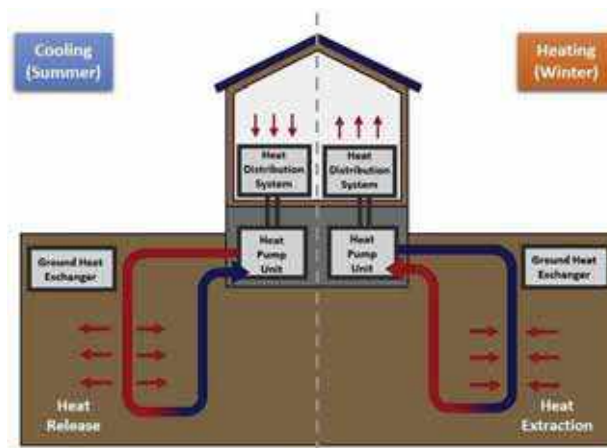 Cooling
(Summer)
Heating
(Winter)
Heat
Distribution
System
Heat
Distribution
System
Heat
Pump
Unit
Heat
Pump
Unit
Ground Heat
Exchanger
Ground Heat
Exchanger
Heat
Release
Heat
Extraction